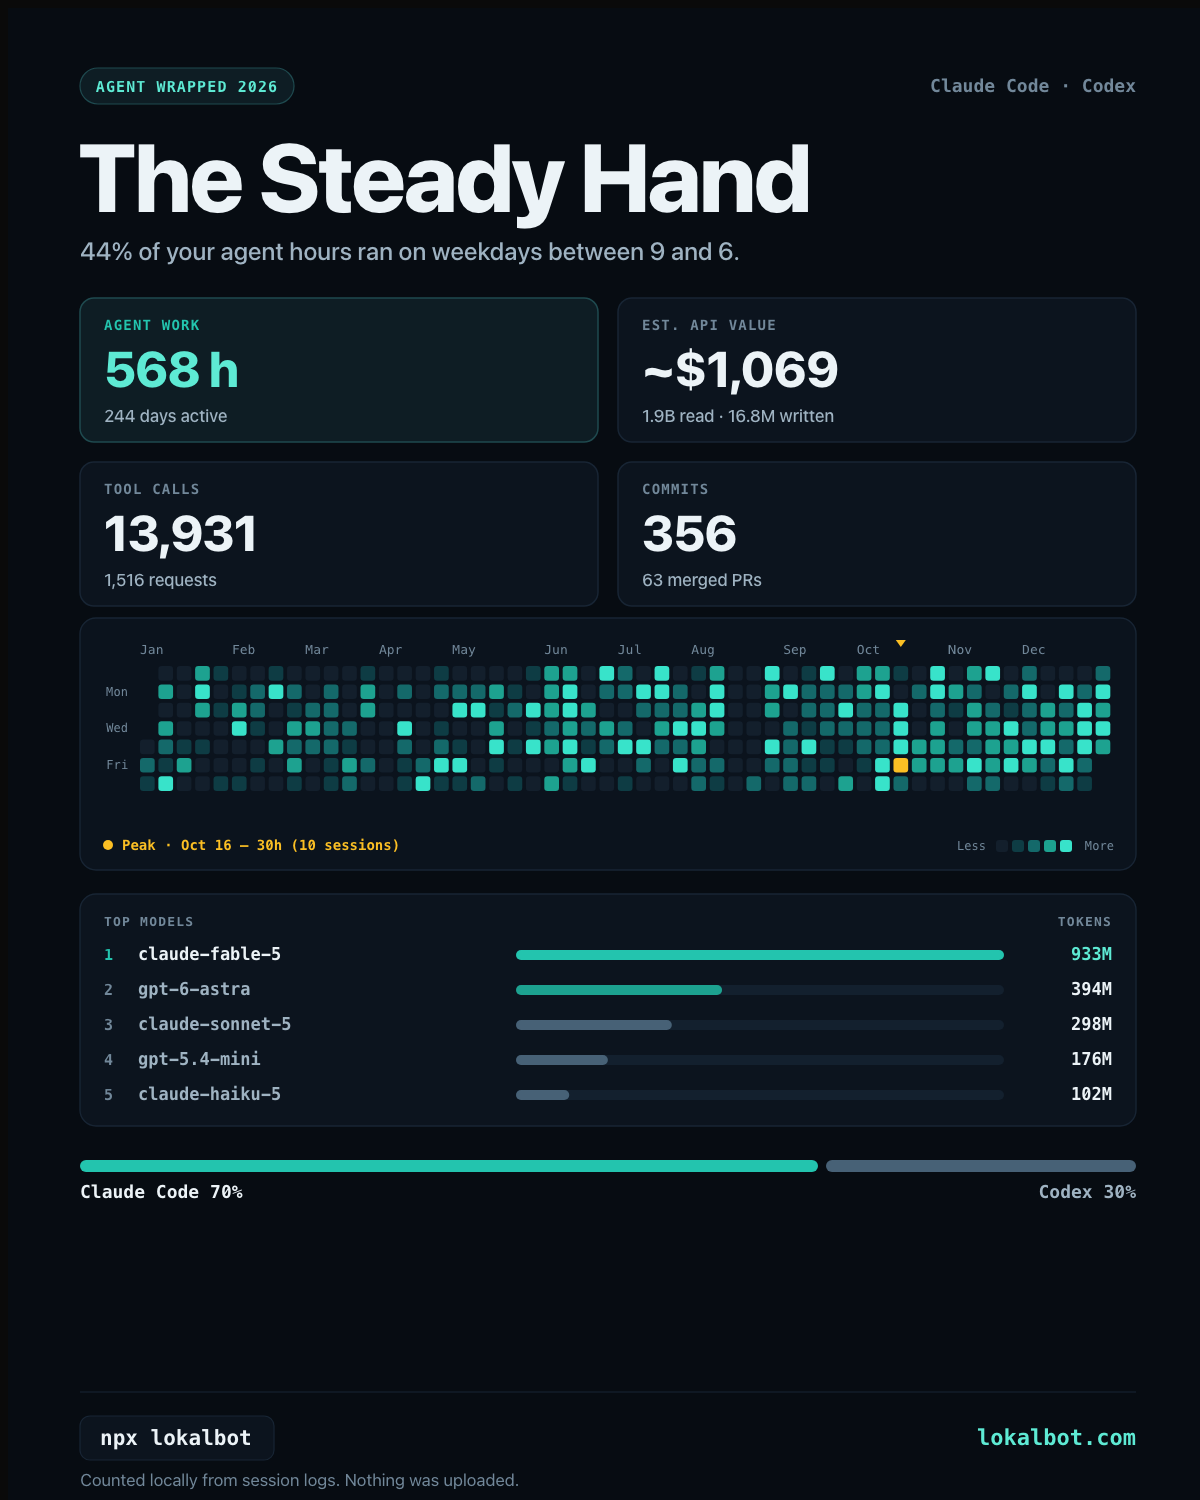 AGENT WRAPPED 2026
Claude Code · Codex
The Steady Hand
44% of your agent hours ran on weekdays between 9 and 6.
AGENT WORK
568 h
244 days active
EST. API VALUE
~$1,069
1.9B read · 16.8M written
TOOL CALLS
13,931
1,516 requests
COMMITS
356
63 merged PRs
Jan Feb Mar Apr May Jun Jul Aug Sep Oct Nov Dec
Mon
Wed
Fri
Peak · Oct 16 — 30h (10 sessions)
Less More
TOP MODELS TOKENS
1 claude-fable-5 933M
2 gpt-6-astra 394M
3 claude-sonnet-5 298M
4 gpt-5.4-mini 176M
5 claude-haiku-5 102M
Claude Code 70%
Codex 30%
npx lokalbot
lokalbot.com
Counted locally from session logs. Nothing was uploaded.